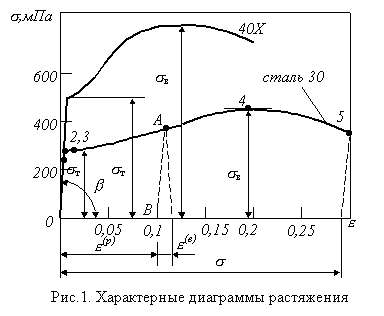 σ,мПа
40X
600
σв
сталь 30
4
5
A
400
2,3
σт
σт
200
β
σв
B
0
0,05
0,1
0,15
0,2
0,25
ε
ε(p)
ε(e)
σ
Рис.1. Характерные диаграммы растяжения